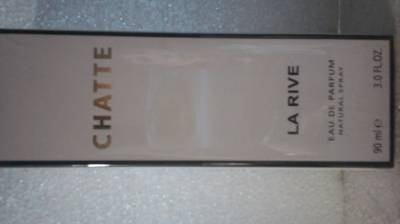 CHATTE
LA RIVE
EAU DE PARFUM
NATURAL SPRAY
90 ml ℮ 3.0 FL.OZ.